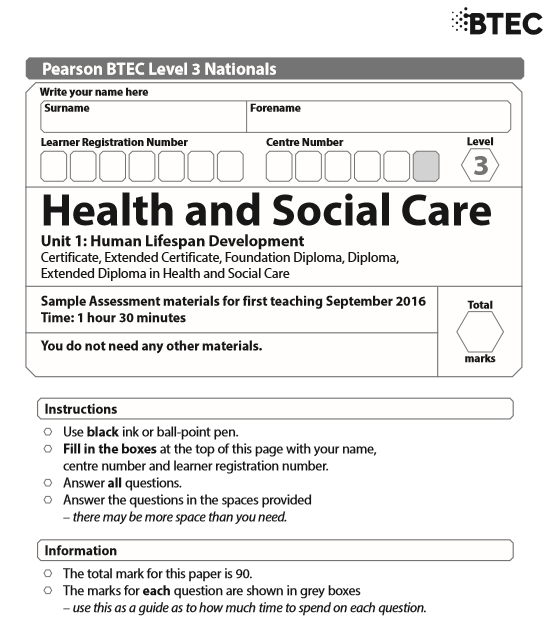 BTEC
Pearson BTEC Level 3 Nationals
Write your name here
Surname
Forename
Learner Registration Number
Centre Number
Level
3
Health and Social Care
Unit 1: Human Lifespan Development
Certificate, Extended Certificate, Foundation Diploma, Diploma,
Extended Diploma in Health and Social Care
Sample Assessment materials for first teaching September 2016
Time: 1 hour 30 minutes
You do not need any other materials.
Total
marks
Instructions
Use black ink or ball-point pen.
Fill in the boxes at the top of this page with your name,
centre number and learner registration number.
Answer all questions.
Answer the questions in the spaces provided
– there may be more space than you need.
Information
The total mark for this paper is 90.
The marks for each question are shown in grey boxes
– use this as a guide as to how much time to spend on each question.